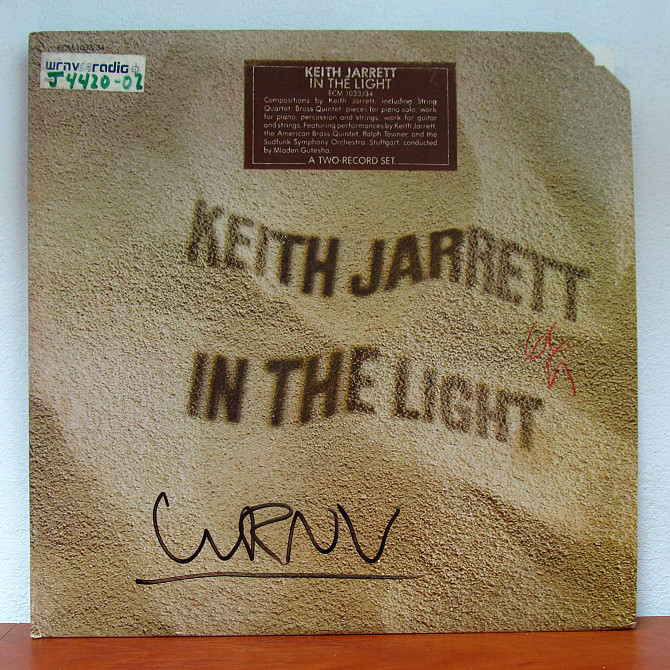 ECM 1033/34
wrnv radio
J4420-02
KEITH JARRETT
IN THE LIGHT
ECM 1033/34
Compositions by Keith Jarrett, including String
Quartet, Brass Quintet, pieces for piano solo, work
for piano, percussion and strings, work for guitar
and strings. Featuring performances by Keith Jarrett,
the American Brass Quintet, Ralph Towner, and the
Sudfunk Symphony Orchestra, Stuttgart, conducted
by Mladen Gutesha.
A TWO-RECORD SET.
KEITH JARRETT
IN THE LIGHT
WRNV